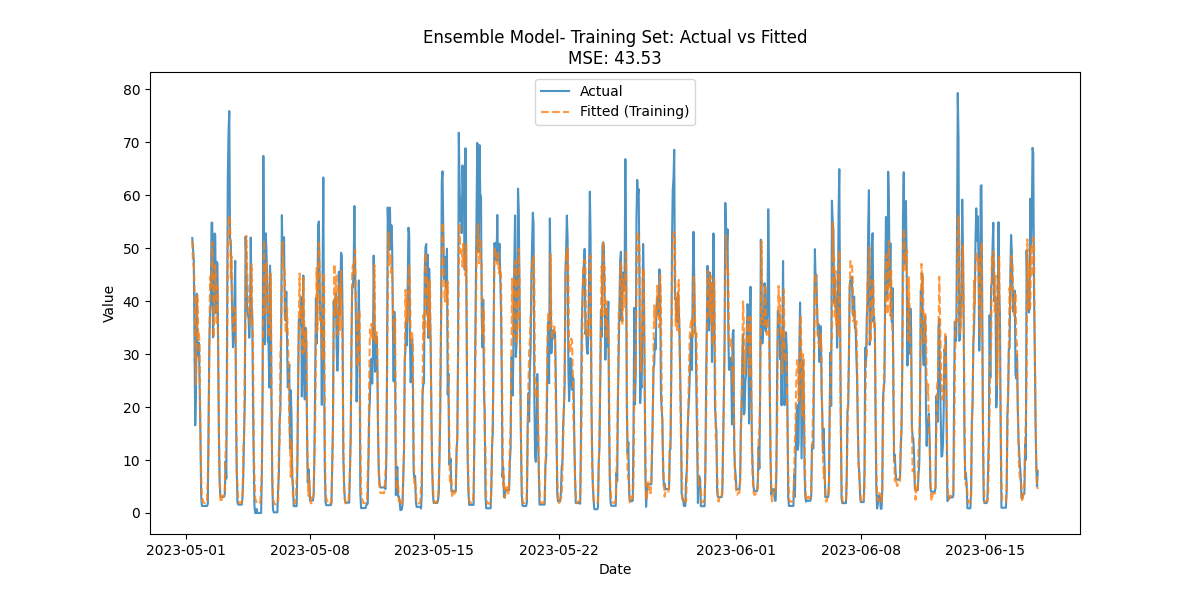 Ensemble Model- Training Set: Actual vs Fitted
MSE: 43.53
Actual
Fitted (Training)
80
70
60
50
40
30
20
10
0
Value
2023-05-01
2023-05-08
2023-05-15
2023-05-22
2023-06-01
2023-06-08
2023-06-15
Date